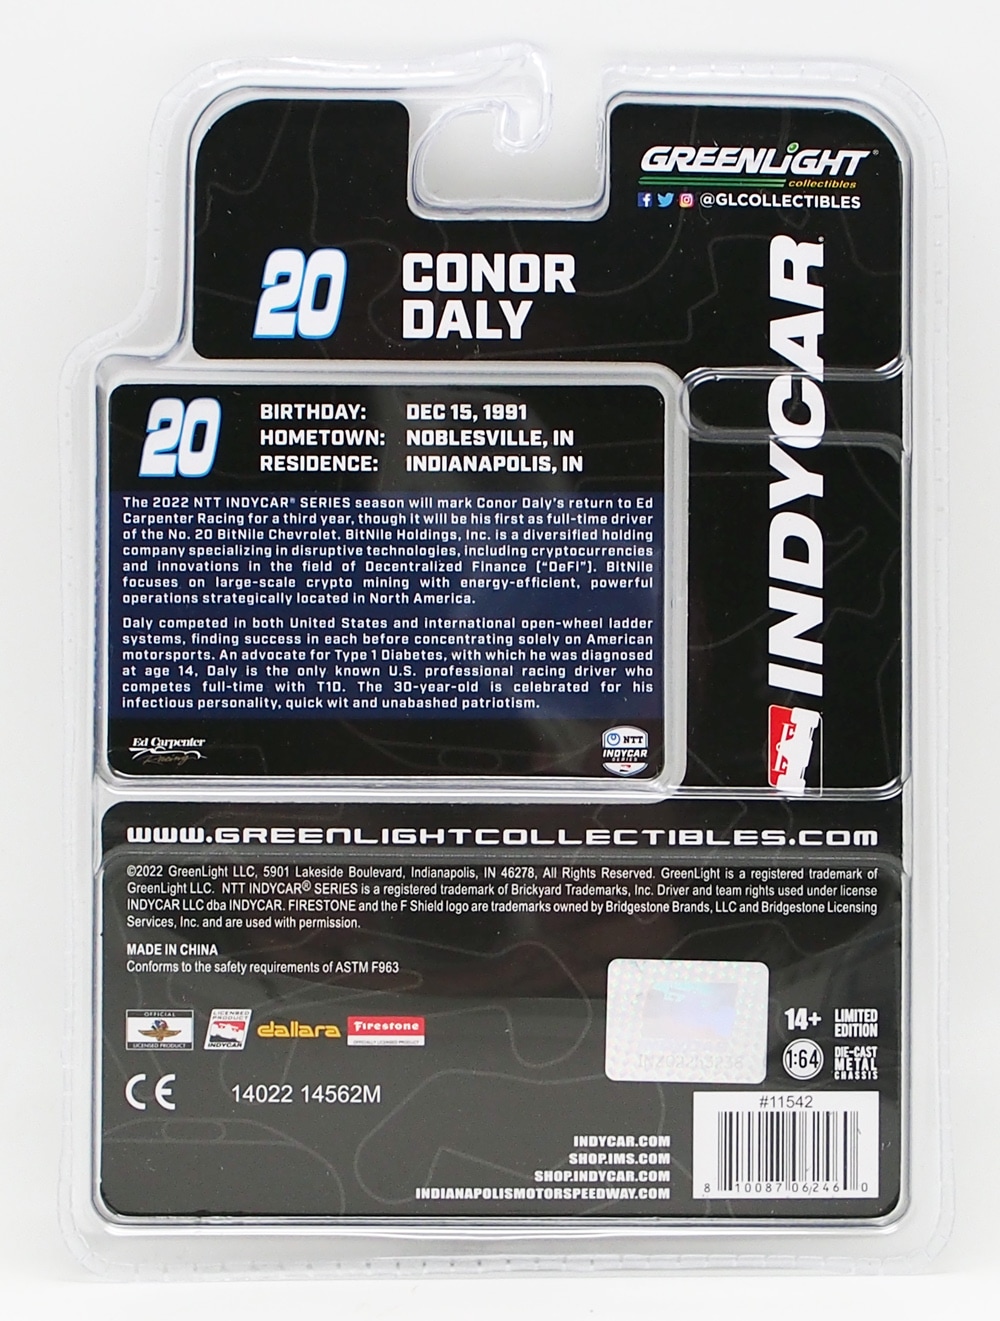 GREENLiGHT®
collectibles
@GLCOLLECTIBLES
20
CONOR
DALY
INDYCAR®
20
BIRTHDAY: DEC 15, 1991
HOMETOWN: NOBLESVILLE, IN
RESIDENCE: INDIANAPOLIS, IN
The 2022 NTT INDYCAR® SERIES season will mark Conor Daly's return to Ed
Carpenter Racing for a third year, though it will be his first as full-time driver
of the No. 20 BitNile Chevrolet. BitNile Holdings, Inc. is a diversified holding
company specializing in disruptive technologies, including cryptocurrencies
and innovations in the field of Decentralized Finance ("DeFi"). BitNile
focuses on large-scale crypto mining with energy-efficient, powerful
operations strategically located in North America.
Daly competed in both United States and international open-wheel ladder
systems, finding success in each before concentrating solely on American
motorsports. An advocate for Type 1 Diabetes, with which he was diagnosed
at age 14, Daly is the only known U.S. professional racing driver who
competes full-time with T1D. The 30-year-old is celebrated for his
infectious personality, quick wit and unabashed patriotism.
Ed Carpenter
Racing
NTT
INDYCAR
SERIES
www.GREENLIGHTCOLLECTIBLES.com
©2022 GreenLight LLC, 5901 Lakeside Boulevard, Indianapolis, IN 46278, All Rights Reserved. GreenLight is a registered trademark of
GreenLight LLC. NTT INDYCAR® SERIES is a registered trademark of Brickyard Trademarks, Inc. Driver and team rights used under license
INDYCAR LLC dba INDYCAR. FIRESTONE and the F Shield logo are trademarks owned by Bridgestone Brands, LLC and Bridgestone Licensing
Services, Inc. and are used with permission.
MADE IN CHINA
Conforms to the safety requirements of ASTM F963
OFFICIAL
LICENSED PRODUCT
LICENSED
PRODUCT
INDYCAR
dallara
Firestone
OFFICIALLY LICENSED PRODUCT
14+ LIMITED
EDITION
1:64 DIE-CAST
METAL
CHASSIS
CE
14022 14562M
#11542
8 10087 06246 0
INDYCAR.COM
SHOP.IMS.COM
SHOP.INDYCAR.COM
INDIANAPOLISMOTORSPEEDWAY.COM